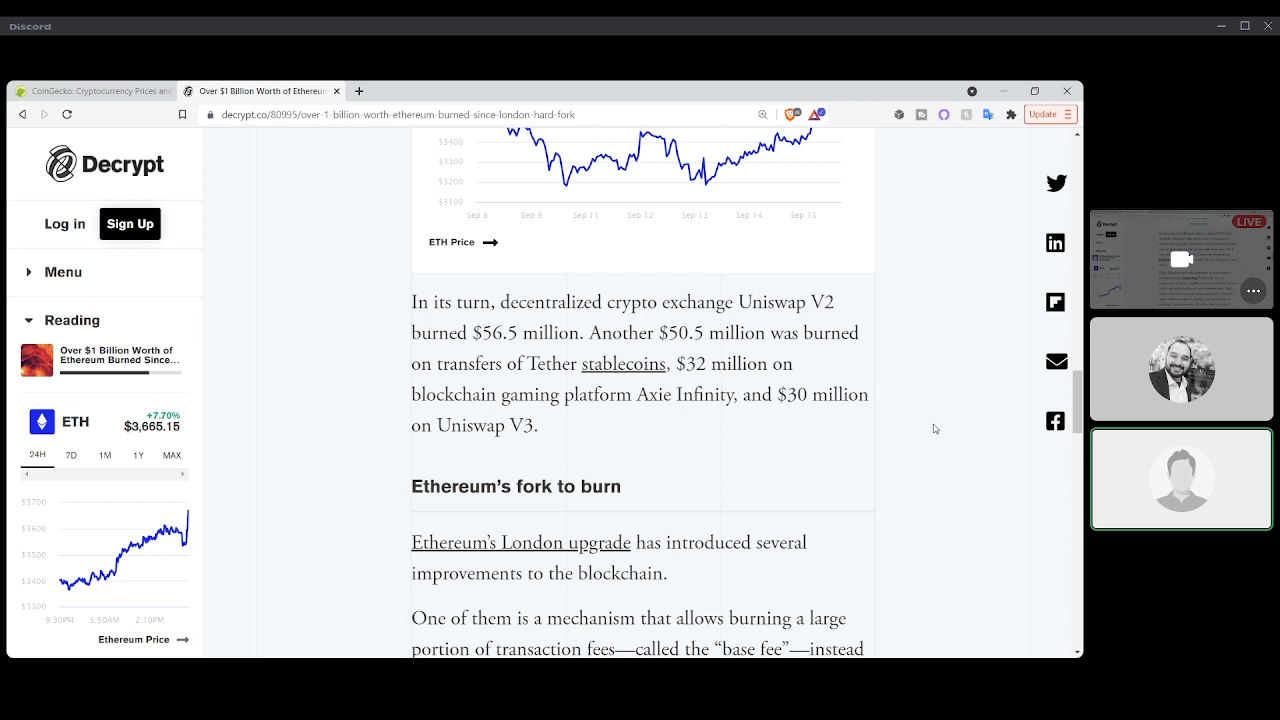 Discord
CoinGecko: Cryptocurrency Prices and
Over $1 Billion Worth of Ethereum
decrypt.co/80995/over-1-billion-worth-ethereum-burned-since-london-hard-fork
Update
Decrypt
Log in
Sign Up
Menu
Reading
Over $1 Billion Worth of
Ethereum Burned Since...
ETH
+7.70%
$3,665.15
24H 7D 1M 1Y MAX
$3700
$3600
$3500
$3400
$3300
9:30PM 5:50AM 2:10PM
Ethereum Price
$3400
$3300
$3200
$3100
Sep 8 Sep 9 Sep 11 Sep 12 Sep 13 Sep 14 Sep 15
ETH Price
In its turn, decentralized crypto exchange Uniswap V2
burned $56.5 million. Another $50.5 million was burned
on transfers of Tether stablecoins, $32 million on
blockchain gaming platform Axie Infinity, and $30 million
on Uniswap V3.
Ethereum’s fork to burn
Ethereum’s London upgrade has introduced several
improvements to the blockchain.
One of them is a mechanism that allows burning a large
portion of transaction fees—called the “base fee”—instead
LIVE